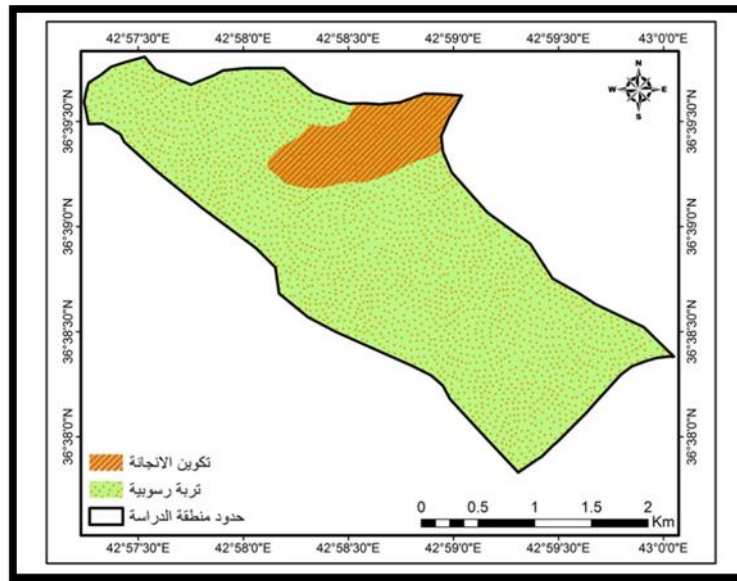 42°57'30"E 42°58'0"E 42°58'30"E 42°59'0"E 42°59'30"E 43°0'0"E
N
W E
S
36°39'30"N 36°39'30"N
36°39'0"N 36°39'0"N
36°38'30"N 36°38'30"N
36°38'0"N 36°38'0"N
تكوين الانجانة
تربة رسوبية
حدود منطقة الدراسة
0 0.5 1 1.5 2
Km
42°57'30"E 42°58'0"E 42°58'30"E 42°59'0"E 42°59'30"E 43°0'0"E